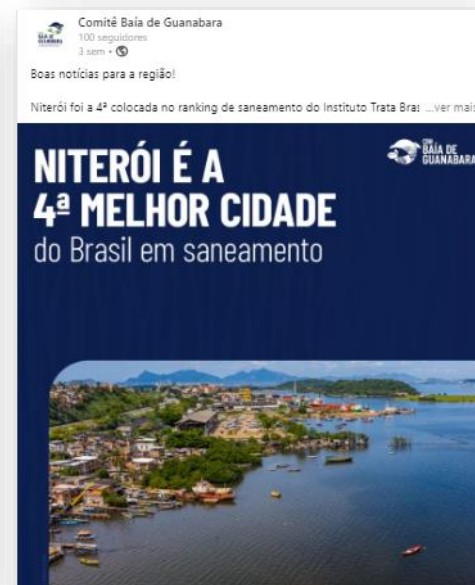 Comitê Baía de Guanabara
100 seguidores
3 sem •
Boas notícias para a região!
Niterói foi a 4ª colocada no ranking de saneamento do Instituto Trata Bras ...ver mais
BAÍA DE
GUANABARA
NITERÓI É A
4ª MELHOR CIDADE
do Brasil em saneamento